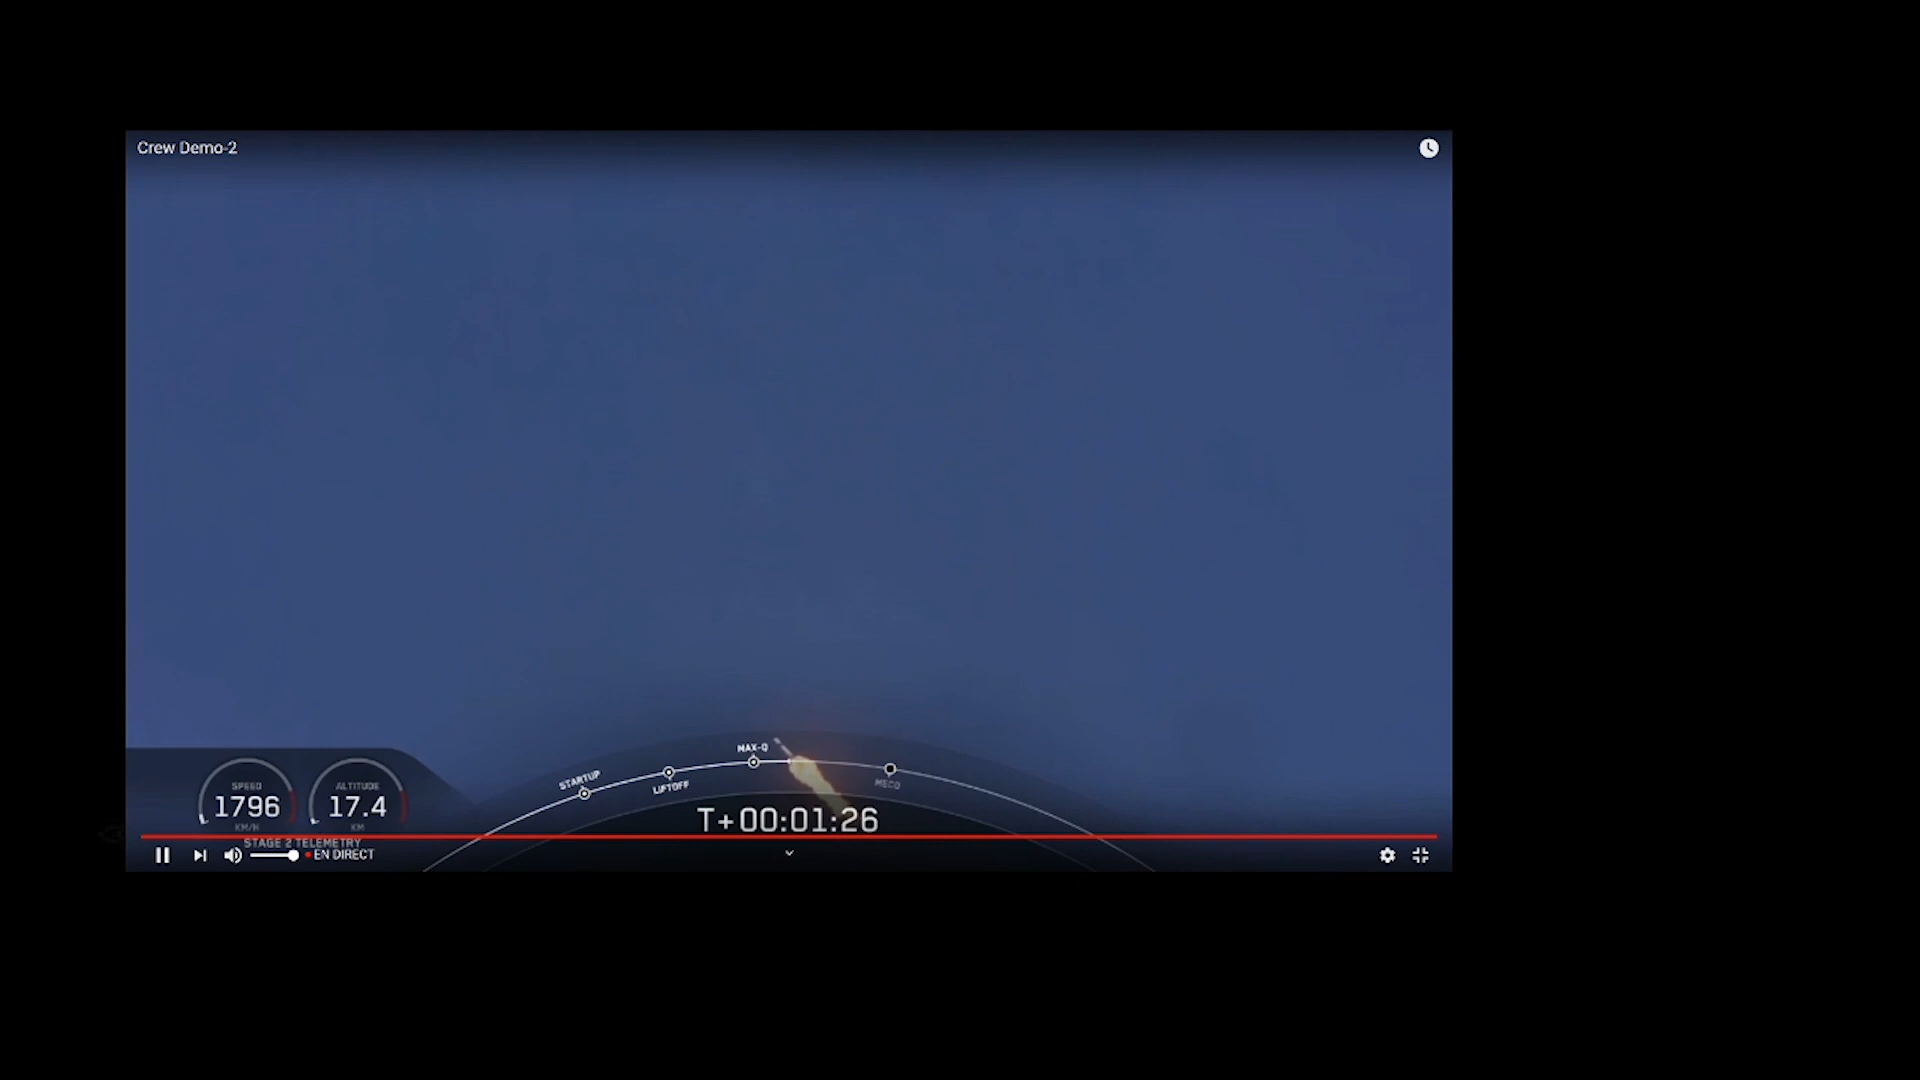 Crew Demo-2
STARTUP
LIFTOFF
MAX-Q
MECO
SPEED
1796
KM/H
ALTITUDE
17.4
KM
STAGE 2 TELEMETRY
T+00:01:26
EN DIRECT